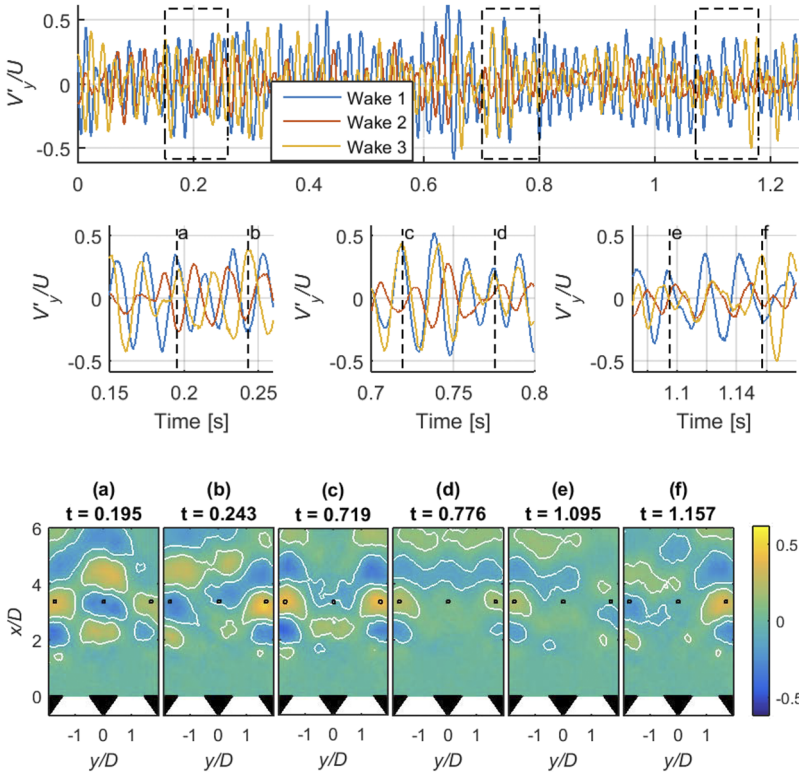 0.5
0
-0.5
V'y/U
Wake 1
Wake 2
Wake 3
0 0.2 0.4 0.6 0.8 1 1.2
a b
0.5
0
-0.5
V'y/U
0.15 0.2 0.25
Time [s]
c d
0.5
0
-0.5
V'y/U
0.7 0.75 0.8
Time [s]
e f
0.5
0
-0.5
V'y/U
1.1 1.14
Time [s]
(a) (b) (c) (d) (e) (f)
t = 0.195 t = 0.243 t = 0.719 t = 0.776 t = 1.095 t = 1.157
6
4
2
0
x/D
-1 0 1 -1 0 1 -1 0 1 -1 0 1 -1 0 1 -1 0 1
y/D y/D y/D y/D y/D y/D
0.5
0
-0.5